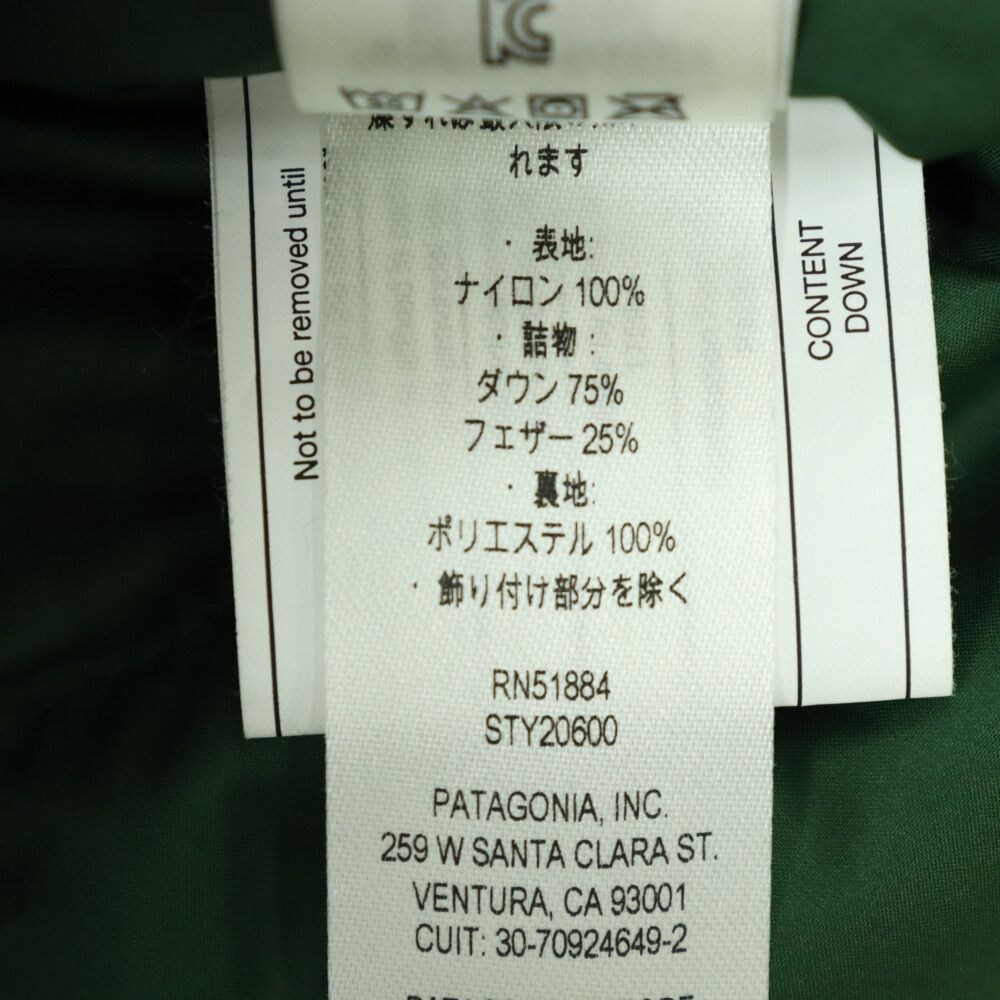 れます
· 表地:
ナイロン 100%
· 詰物 :
ダウン 75%
フェザー 25%
· 裏地:
ポリエステル 100%
· 飾り付け部分を除く
RN51884
STY20600
PATAGONIA, INC.
259 W SANTA CLARA ST.
VENTURA, CA 93001
CUIT: 30-70924649-2
Not to be removed until
CONTENT
DOWN